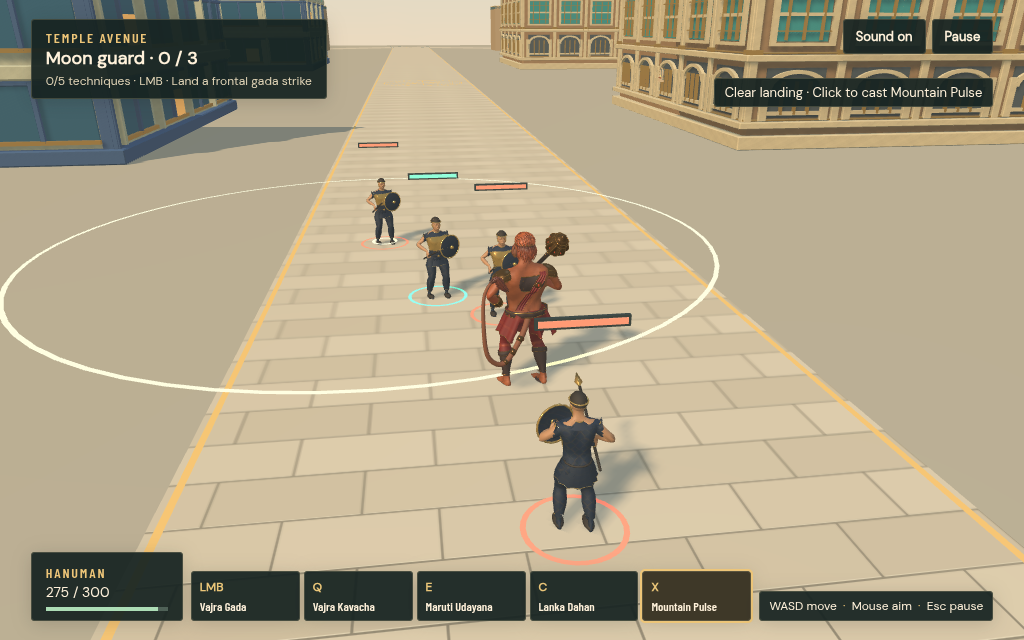 TEMPLE AVENUE
Moon guard · 0 / 3
0/5 techniques · LMB · Land a frontal gada strike
Sound on
Pause
Clear landing · Click to cast Mountain Pulse
HANUMAN
275 / 300
LMB
Vajra Gada
Q
Vajra Kavacha
E
Maruti Udayana
C
Lanka Dahan
X
Mountain Pulse
WASD move · Mouse aim · Esc pause